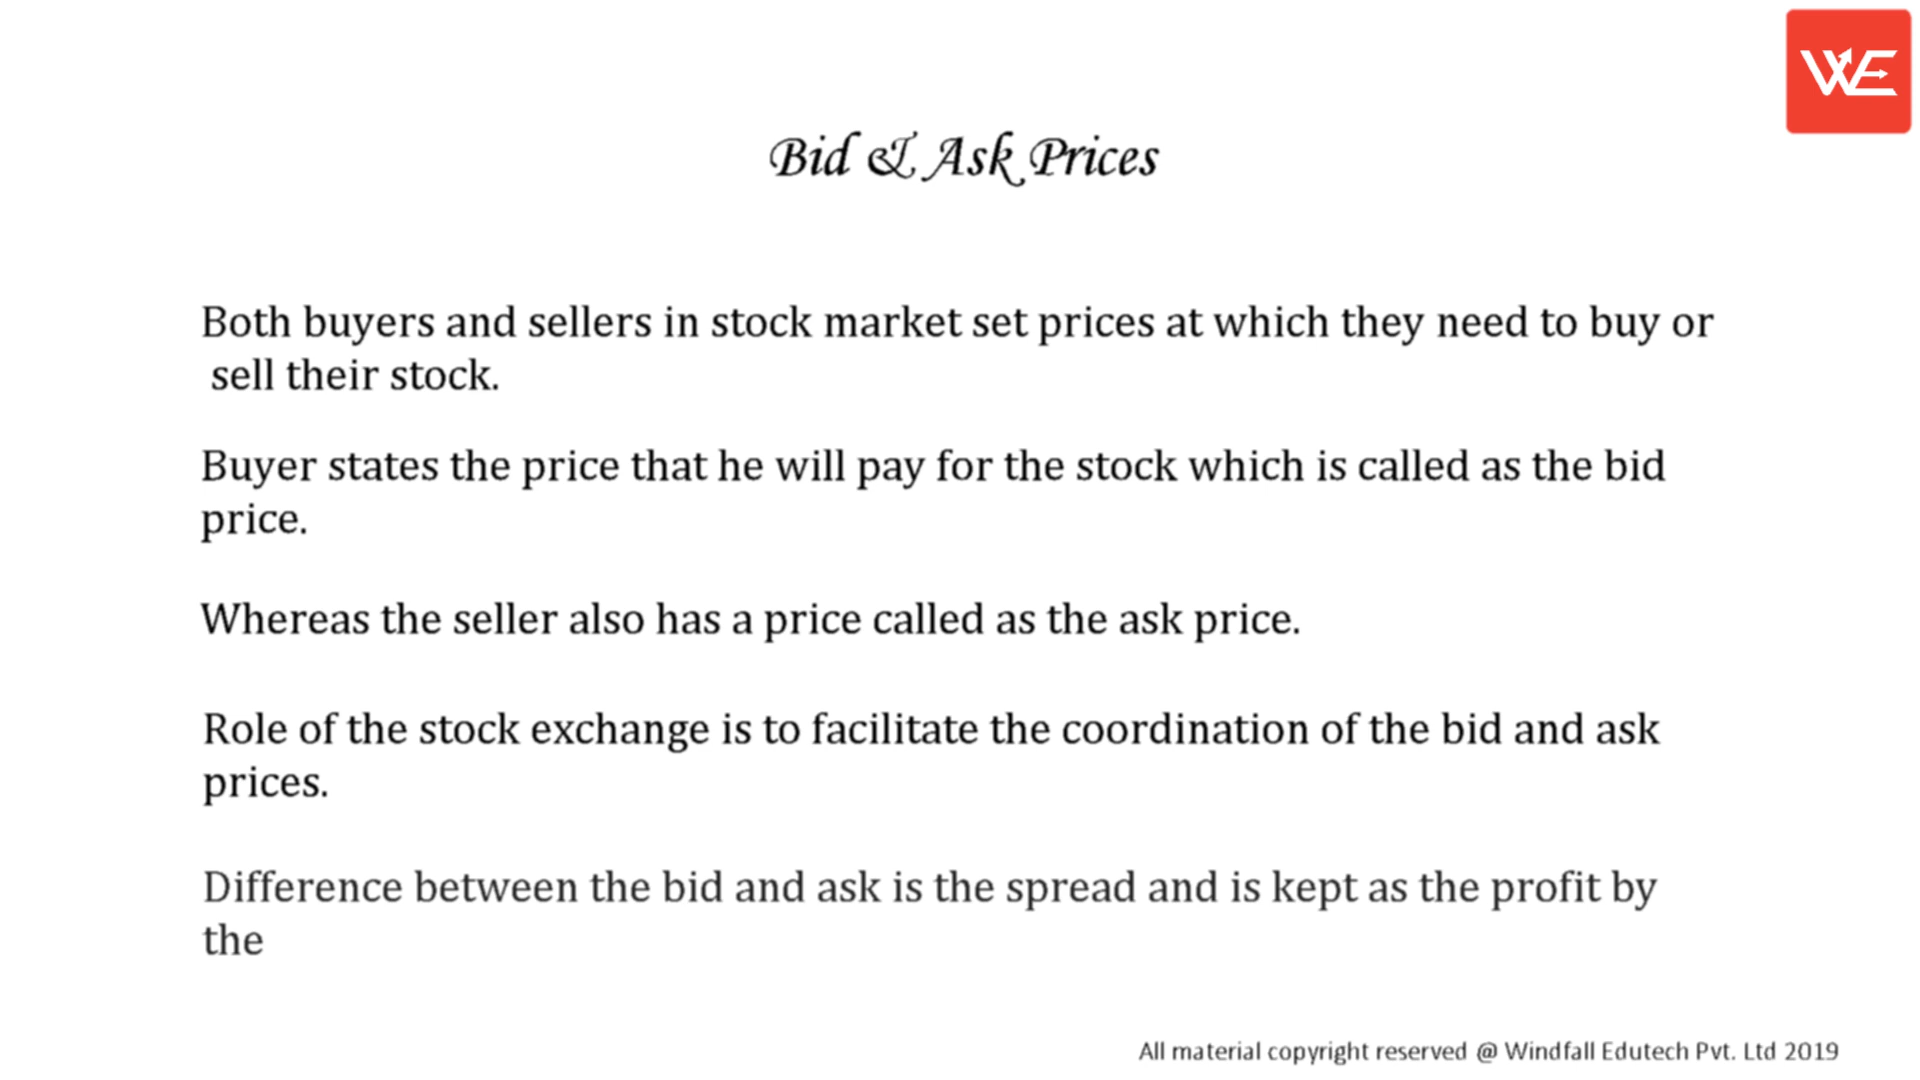 WE
Bid & Ask Prices
Both buyers and sellers in stock market set prices at which they need to buy or
sell their stock.
Buyer states the price that he will pay for the stock which is called as the bid
price.
Whereas the seller also has a price called as the ask price.
Role of the stock exchange is to facilitate the coordination of the bid and ask
prices.
Difference between the bid and ask is the spread and is kept as the profit by
the
All material copyright reserved @ Windfall Edutech Pvt. Ltd 2019